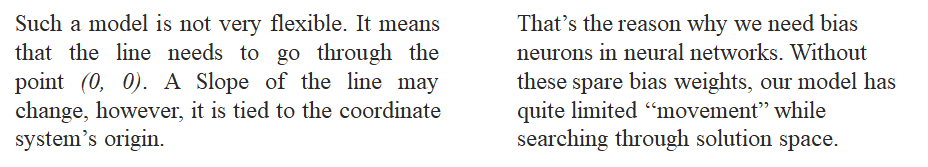 Such a model is not very flexible. It means
that the line needs to go through the
point (0, 0). A Slope of the line may
change, however, it is tied to the coordinate
system’s origin.
That’s the reason why we need bias
neurons in neural networks. Without
these spare bias weights, our model has
quite limited “movement” while
searching through solution space.